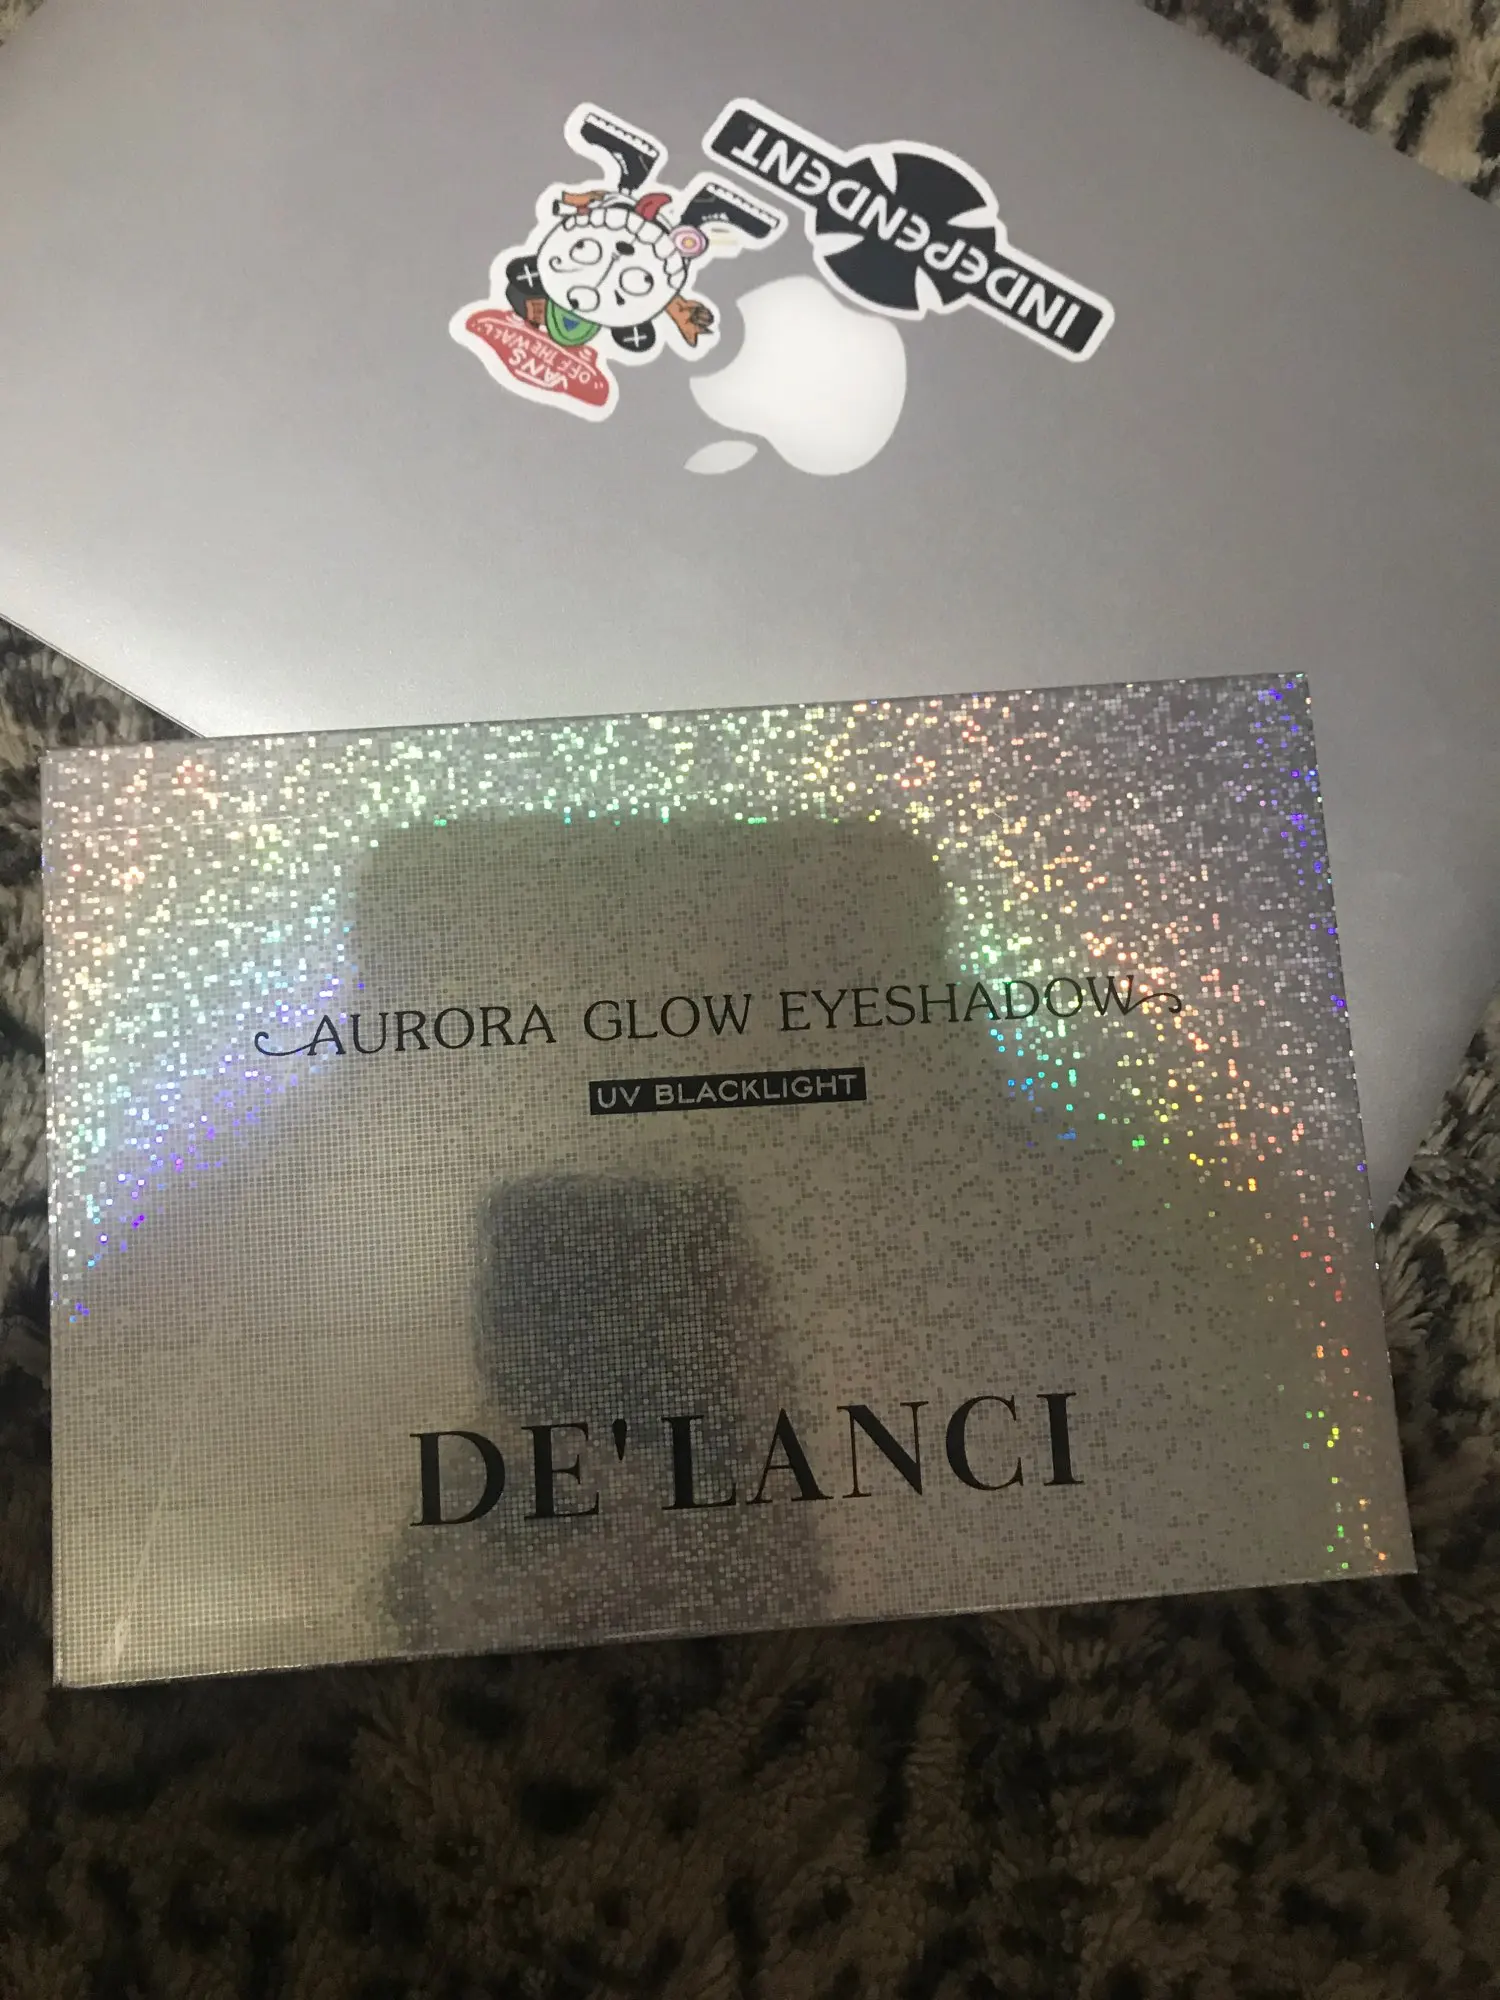 INDEPENDENT
VANS
"OFF THE WALL"
AURORA GLOW EYESHADOW
UV BLACKLIGHT
DE'LANCI